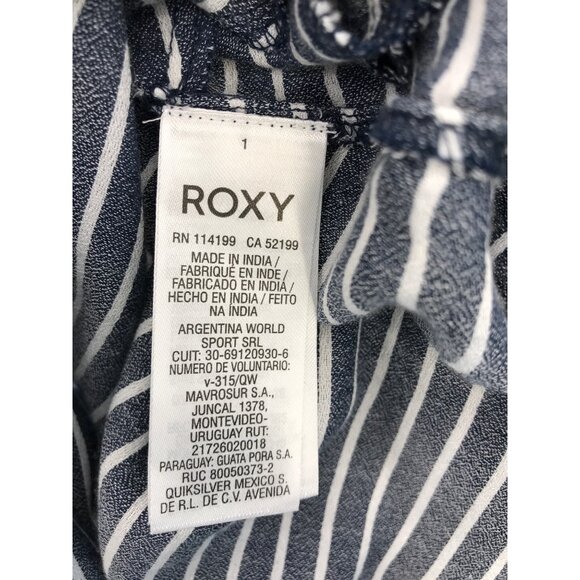 1
ROXY
RN 114199 CA 52199
MADE IN INDIA /
FABRIQUÉ EN INDE /
FABRICADO EN INDIA /
HECHO EN INDIA / FEITO
NA ÍNDIA
ARGENTINA WORLD
SPORT SRL
CUIT: 30-69120930-6
NUMERO DE VOLUNTARIO:
v-315/QW
MAVROSUR S.A.,
JUNCAL 1378,
MONTEVIDEO-
URUGUAY RUT:
21726020018
PARAGUAY: GUATA PORA S.A.
RUC 80050373-2
QUIKSILVER MEXICO S.
DE R.L. DE C.V. AVENIDA